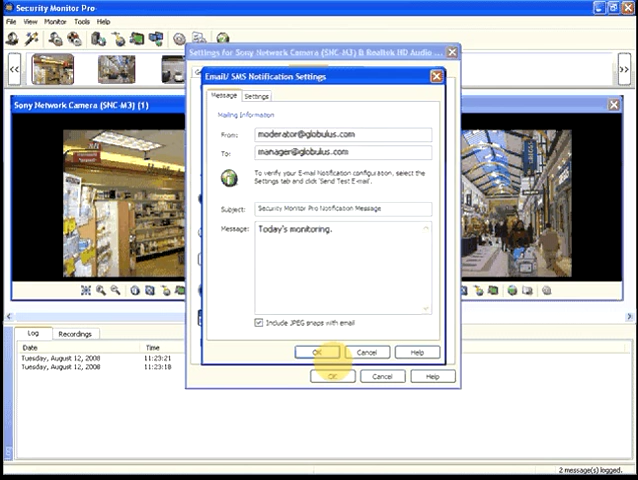 Security Monitor Pro
File View Monitor Tools Help
Settings for Sony Network Camera (SNC-M3) & Realtek HD Audio ...
Email/ SMS Notification Settings
Message Settings
Sony Network Camera (SNC-M3) (1)
Mailing Information
From: moderator@globulus.com
To: manager@globulus.com
To verify your E-mail Notification configuration, select the
Settings tab and click 'Send Test E-mail'.
Subject: Security Monitor Pro Notification Message
Message: Today's monitoring.
Include JPEG snaps with email
OK Cancel Help
OK Cancel Help
Log Recordings
Date Time
Tuesday, August 12, 2008 11:23:21
Tuesday, August 12, 2008 11:23:18
2 message(s) logged.